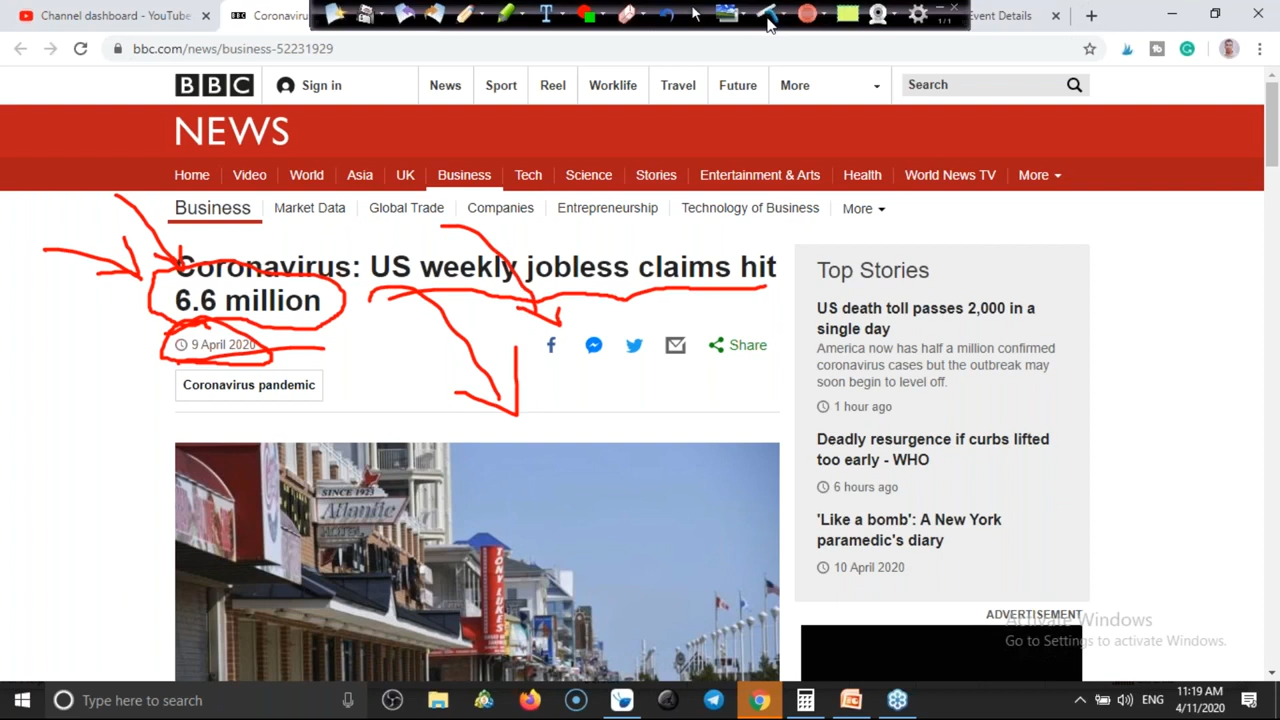 Channel dashboard - YouTube
BBC
Coronaviru
Event Details
1/1
bbc.com/news/business-52231929
BBC
Sign in
News
Sport
Reel
Worklife
Travel
Future
More
Search
NEWS
Home
Video
World
Asia
UK
Business
Tech
Science
Stories
Entertainment & Arts
Health
World News TV
More
Business
Market Data
Global Trade
Companies
Entrepreneurship
Technology of Business
More
Coronavirus: US weekly jobless claims hit
6.6 million
9 April 2020
Share
Coronavirus pandemic
SINCE 1923
Atlantic
HOTEL
TONY LUKE'S
Top Stories
US death toll passes 2,000 in a
single day
America now has half a million confirmed
coronavirus cases but the outbreak may
soon begin to level off.
1 hour ago
Deadly resurgence if curbs lifted
too early - WHO
6 hours ago
'Like a bomb': A New York
paramedic's diary
10 April 2020
ADVERTISEMENT
Activate Windows
Go to Settings to activate Windows.
Type here to search
ENG
11:19 AM
4/11/2020